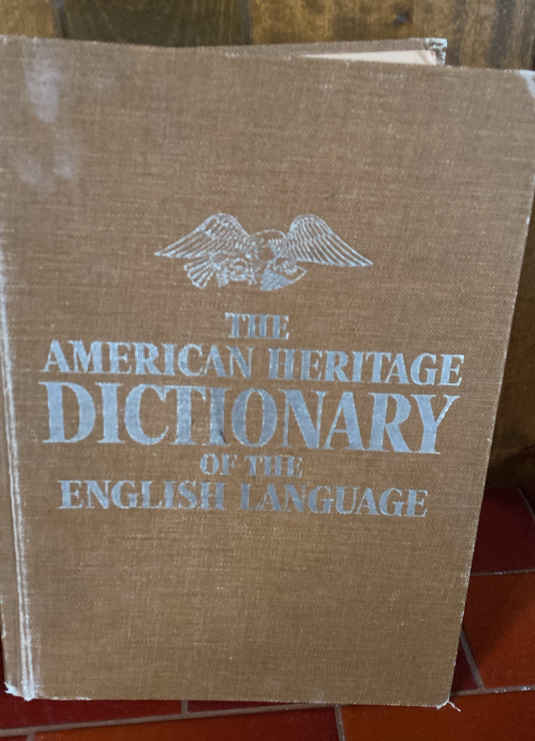 THE
AMERICAN HERITAGE
DICTIONARY
OF THE
ENGLISH LANGUAGE